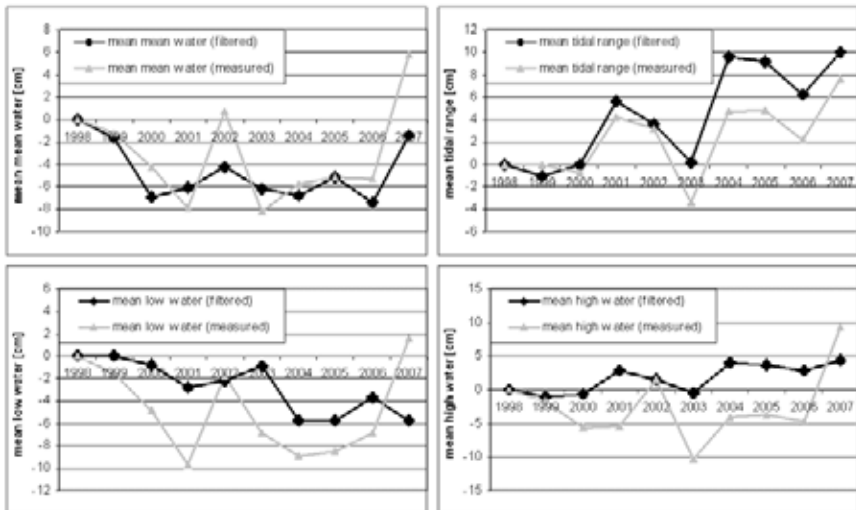 mean mean water [cm]
8
6
4
2
0
-2
-4
-6
-8
-10
mean mean water (filtered)
mean mean water (measured)
1998 1999 2000 2001 2002 2003 2004 2005 2006 2007
mean tidal range [cm]
12
10
8
6
4
2
0
-2
-4
-6
mean tidal range (filtered)
mean tidal range (measured)
1998 1999 2000 2001 2002 2003 2004 2005 2006 2007
mean low water [cm]
6
4
2
0
-2
-4
-6
-8
-10
-12
mean low water (filtered)
mean low water (measured)
1998 1999 2000 2001 2002 2003 2004 2005 2006 2007
mean high water [cm]
15
10
5
0
-5
-10
-15
mean high water (filtered)
mean high water (measured)
1998 1999 2000 2001 2002 2003 2004 2005 2006 2007